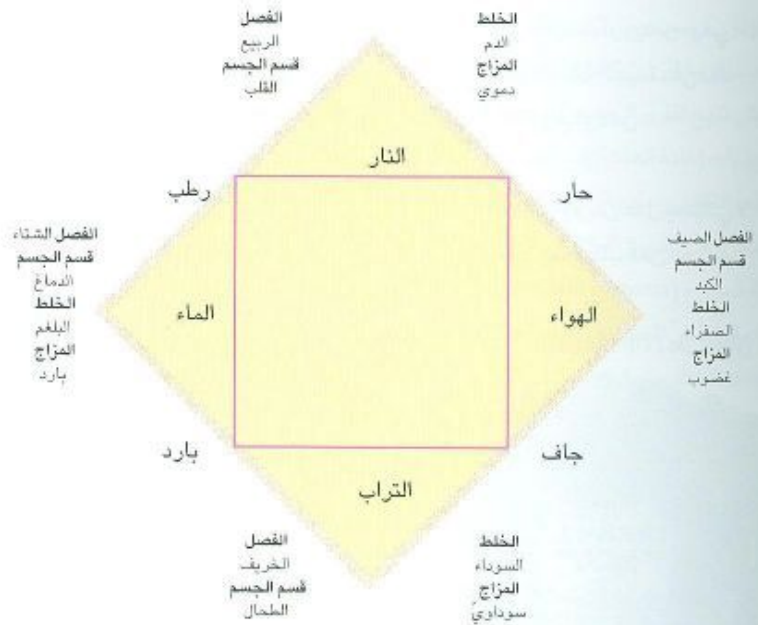 الخلط
الدم
المزاج
دموي
الفصل
الربيع
قسم الجسم
القلب
النار
حار
رطب
الفصل الصيف
قسم الجسم
الكبد
الخلط
الصفراء
المزاج
غضوب
الهواء
الماء
الفصل الشتاء
قسم الجسم
الدماغ
الخلط
البلغم
المزاج
بارد
جاف
بارد
التراب
الخلط
السوداء
المزاج
سوداويّ
الفصل
الخريف
قسم الجسم
الطحال